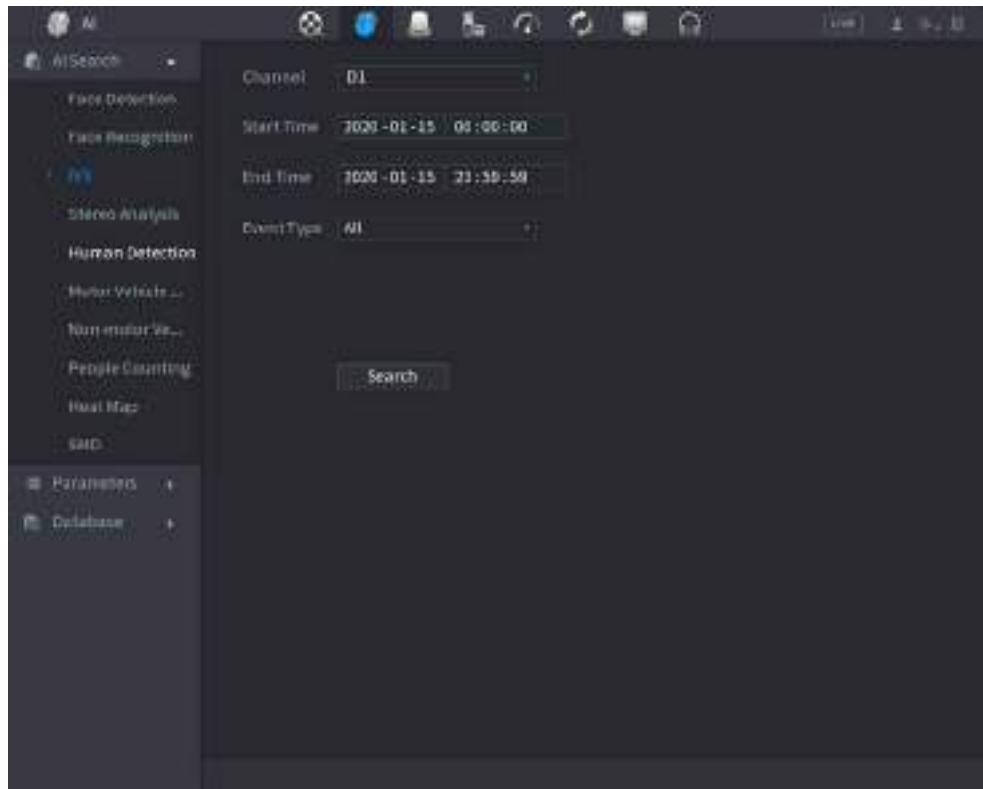 AI
LIVE
AI Search
Face Detection
Face Recognition
IVS
Stereo Analysis
Human Detection
Motor Vehicle ...
Non-motor Ve...
People Counting
Heat Map
SMD
Parameters +
Database +
Channel D1
Start Time 2020 -01 -15 00 : 00 : 00
End Time 2020 -01 -15 23 : 59 : 59
Event Type All
Search